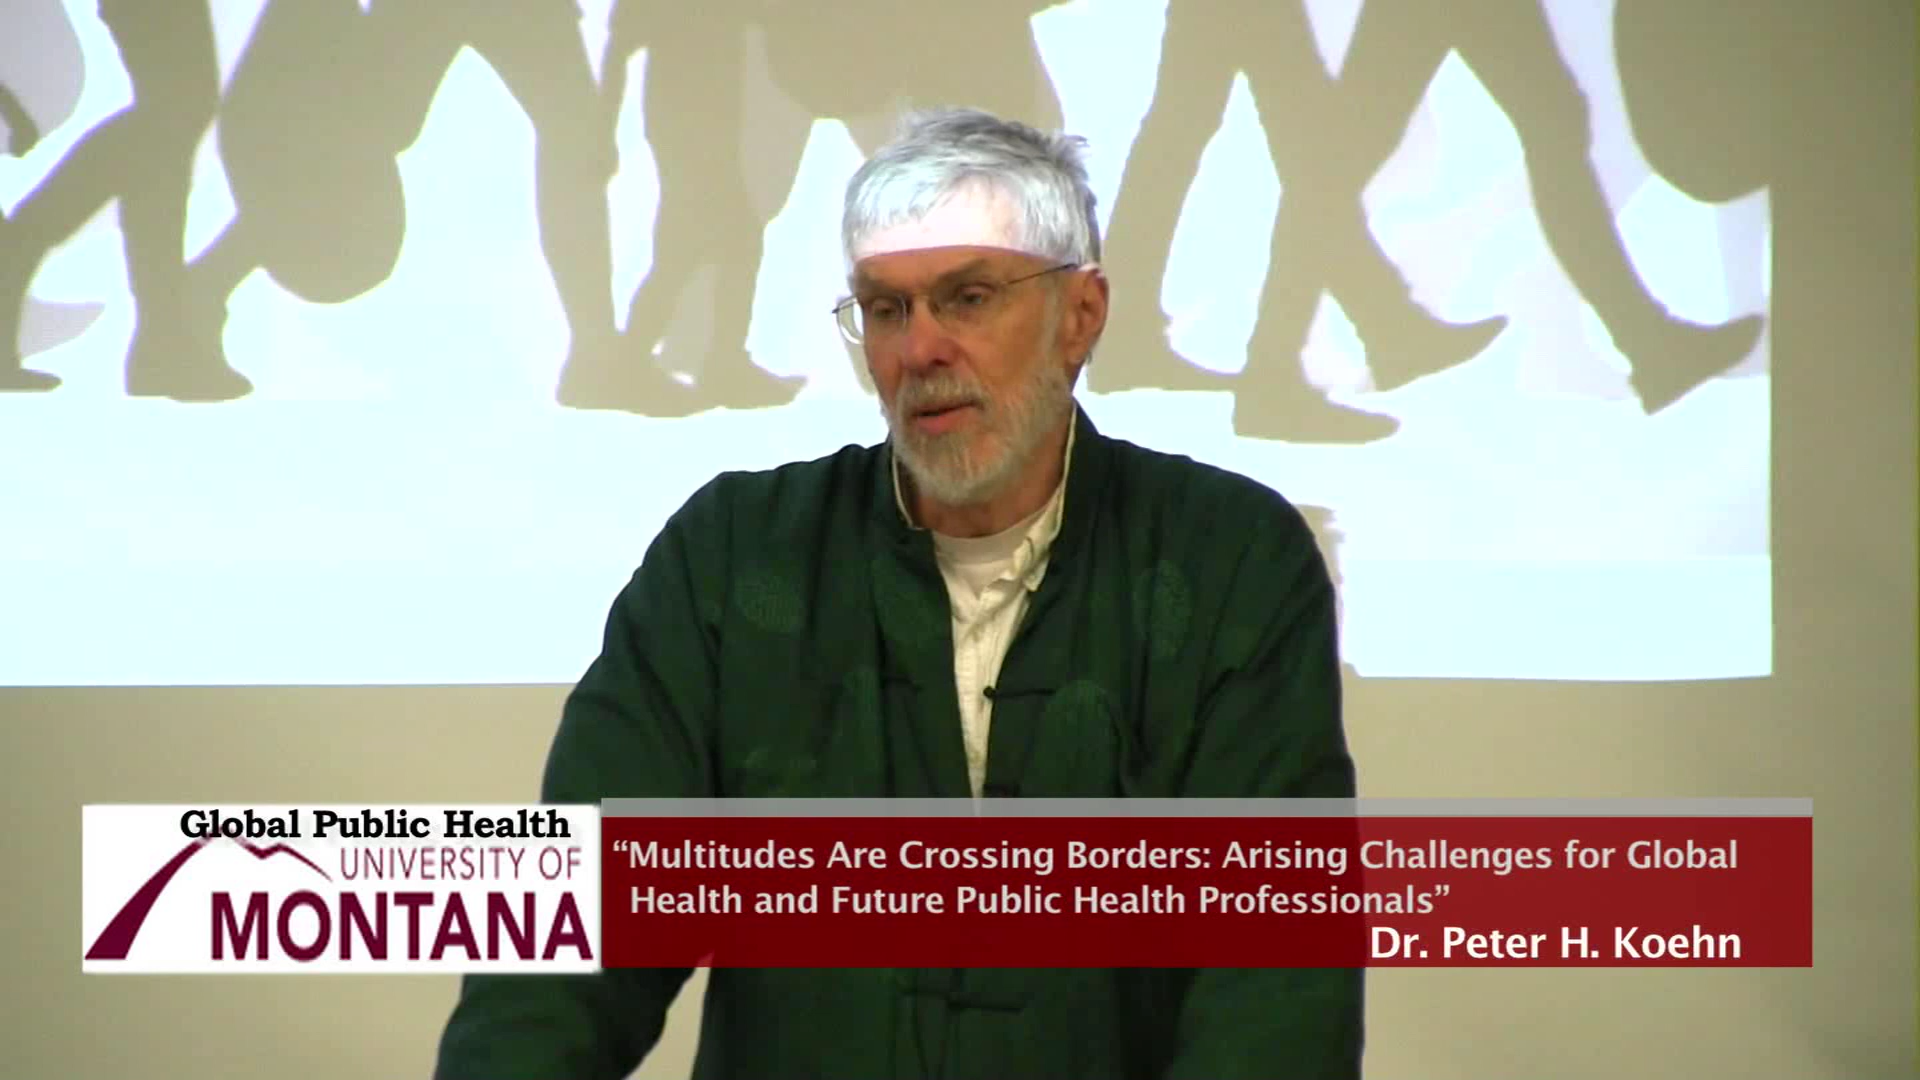 Global Public Health
UNIVERSITY OF
MONTANA
“Multitudes Are Crossing Borders: Arising Challenges for Global
Health and Future Public Health Professionals”
Dr. Peter H. Koehn